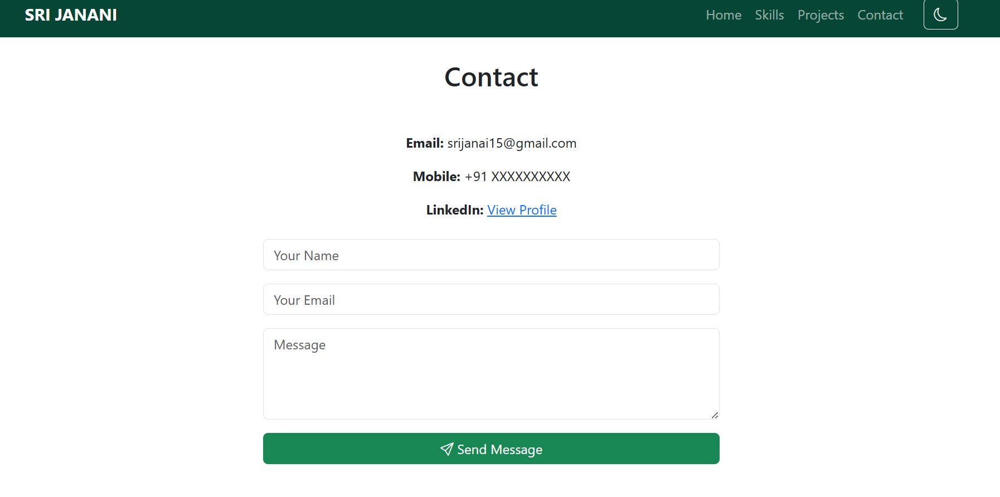 SRI JANANI Home Skills Projects Contact
Contact
Email: srijanai15@gmail.com
Mobile: +91 XXXXXXXXXX
LinkedIn: View Profile
Your Name
Your Email
Message
Send Message